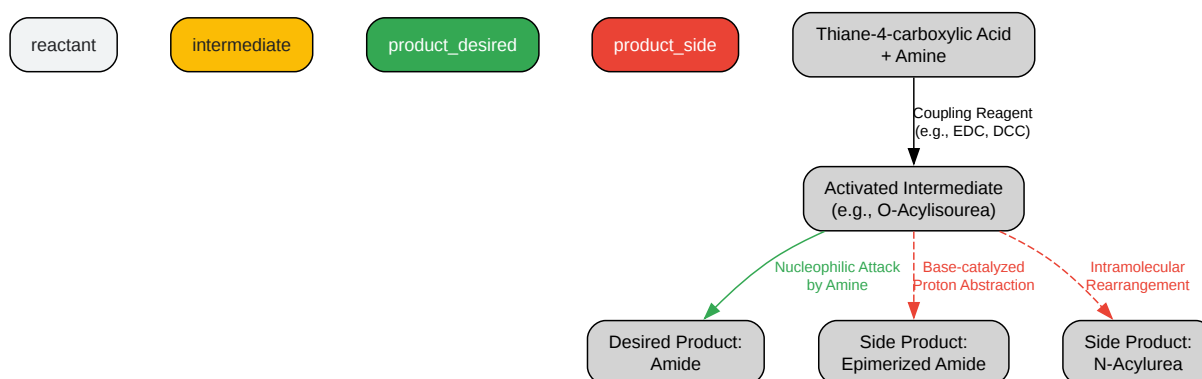 reactant
intermediate
product_desired
product_side
Thiane-4-carboxylic Acid
+ Amine
Coupling Reagent
(e.g., EDC, DCC)
Activated Intermediate
(e.g., O-Acylisourea)
Nucleophilic Attack
by Amine
Base-catalyzed
Proton Abstraction
Intramolecular
Rearrangement
Desired Product:
Amide
Side Product:
Epimerized Amide
Side Product:
N-Acylurea